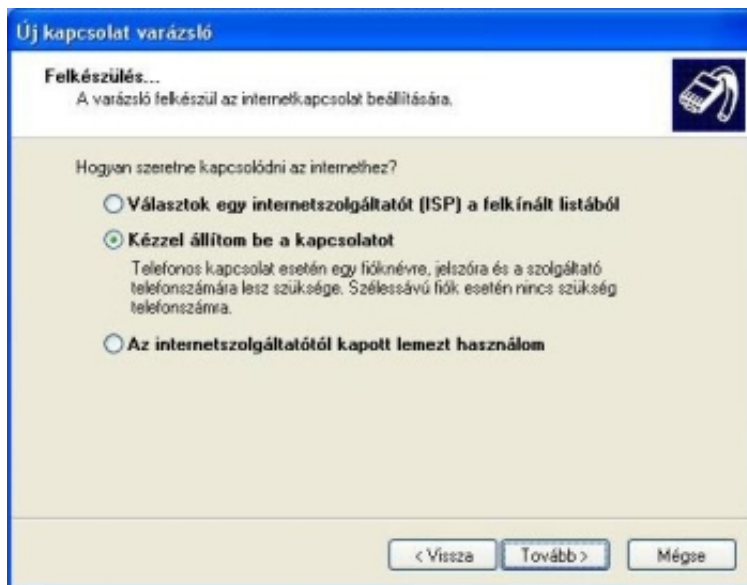 Új kapcsolat varázsló
Felkészülés...
A varázsló felkészül az internetkapcsolat beállítására.
Hogyan szeretne kapcsolódni az internethez?
Választok egy internetszolgáltatót (ISP) a felkínált listából
Kézzel állítom be a kapcsolatot
Telefonos kapcsolat esetén egy fióknévre, jelszóra és a szolgáltató
telefonszámára lesz szüksége. Szélessávú fiók esetén nincs szükség
telefonszámra.
Az internetszolgáltatótól kapott lemezt használom
< Vissza Tovább > Mégse